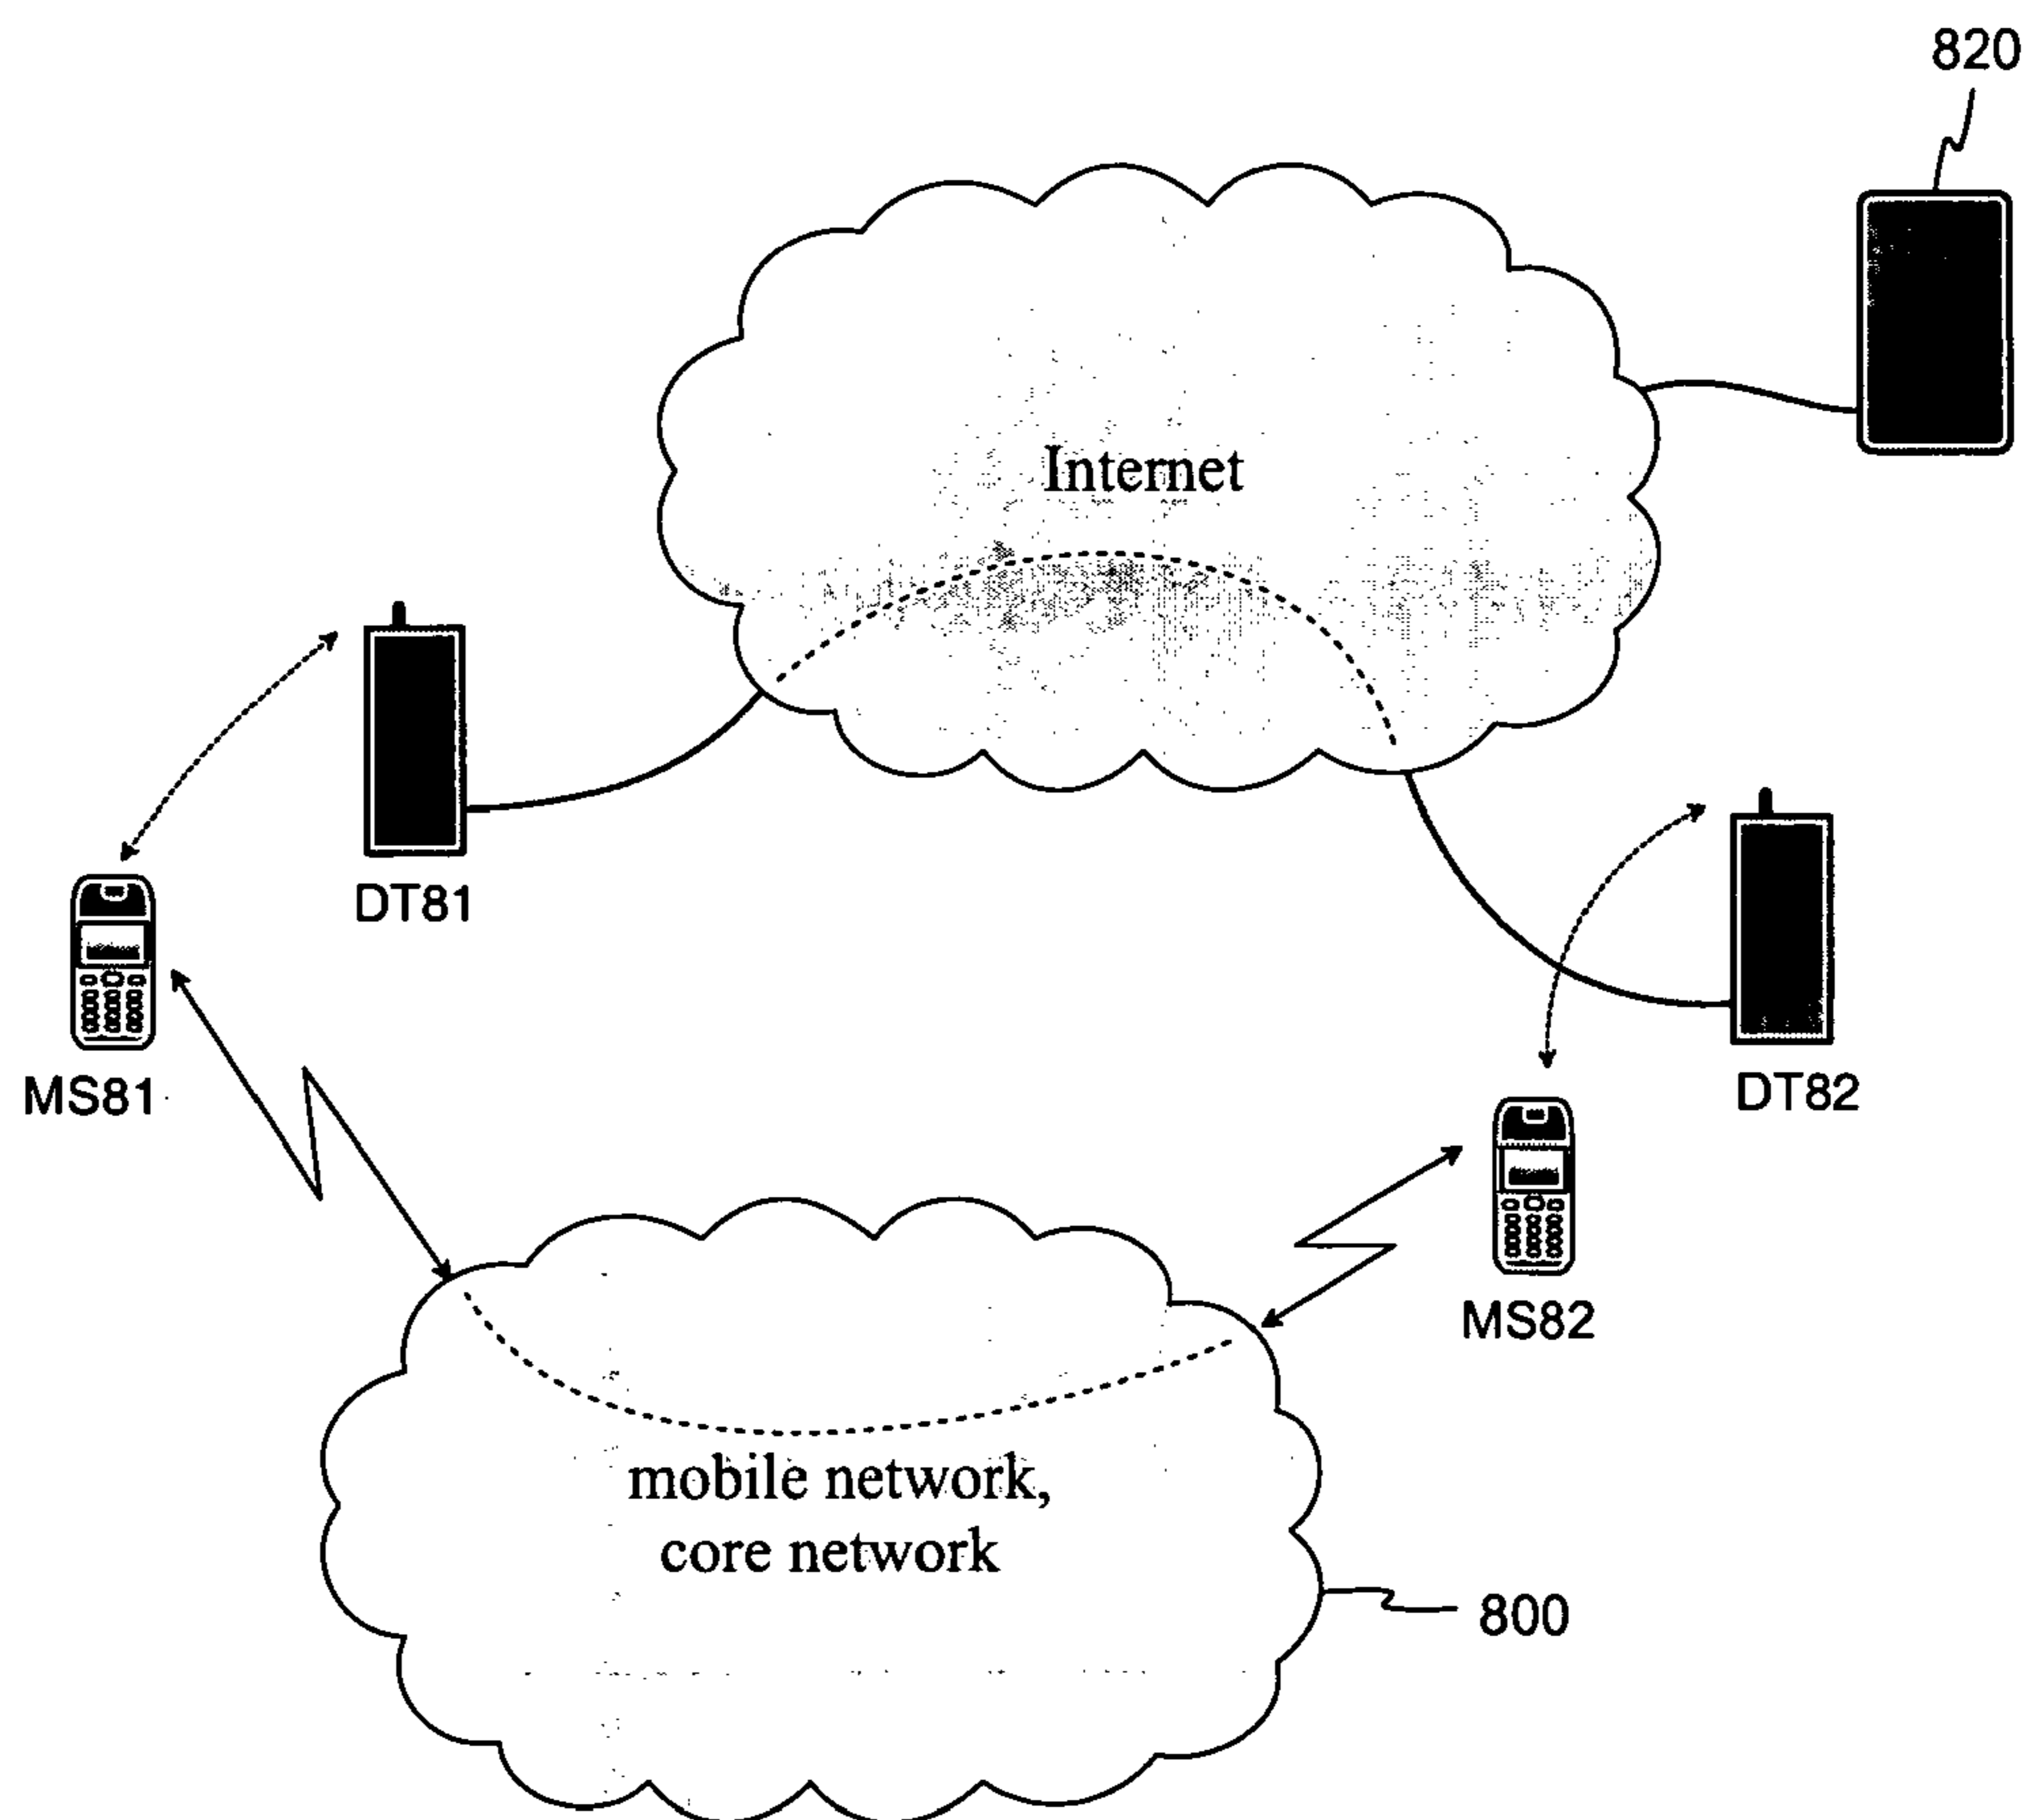 820
Internet
DT81
MS81
DT82
MS82
mobile network,
core network
800